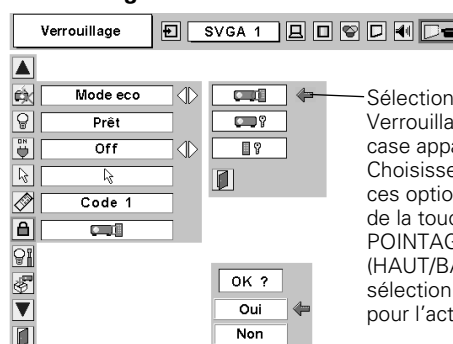 Verrouillage
SVGA 1
Mode eco
Prêt
ON
Off
Code 1
OK ?
Oui
Non
Sélection
Verrouilla
case appa
Choisisse
ces optio
de la touc
POINTAG
(HAUT/BA
sélection
pour l'act